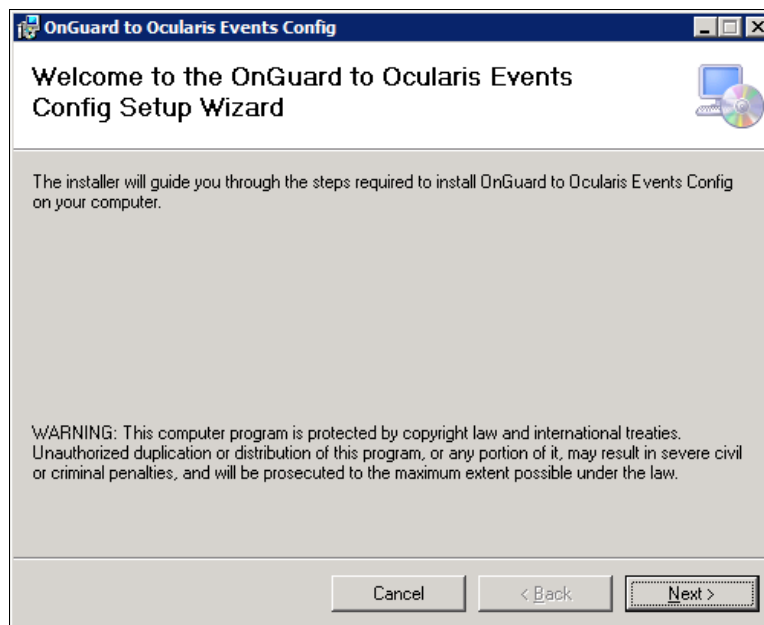 OnGuard to Ocularis Events Config
Welcome to the OnGuard to Ocularis Events
Config Setup Wizard
The installer will guide you through the steps required to install OnGuard to Ocularis Events Config
on your computer.
WARNING: This computer program is protected by copyright law and international treaties.
Unauthorized duplication or distribution of this program, or any portion of it, may result in severe civil
or criminal penalties, and will be prosecuted to the maximum extent possible under the law.
Cancel
< Back
Next >